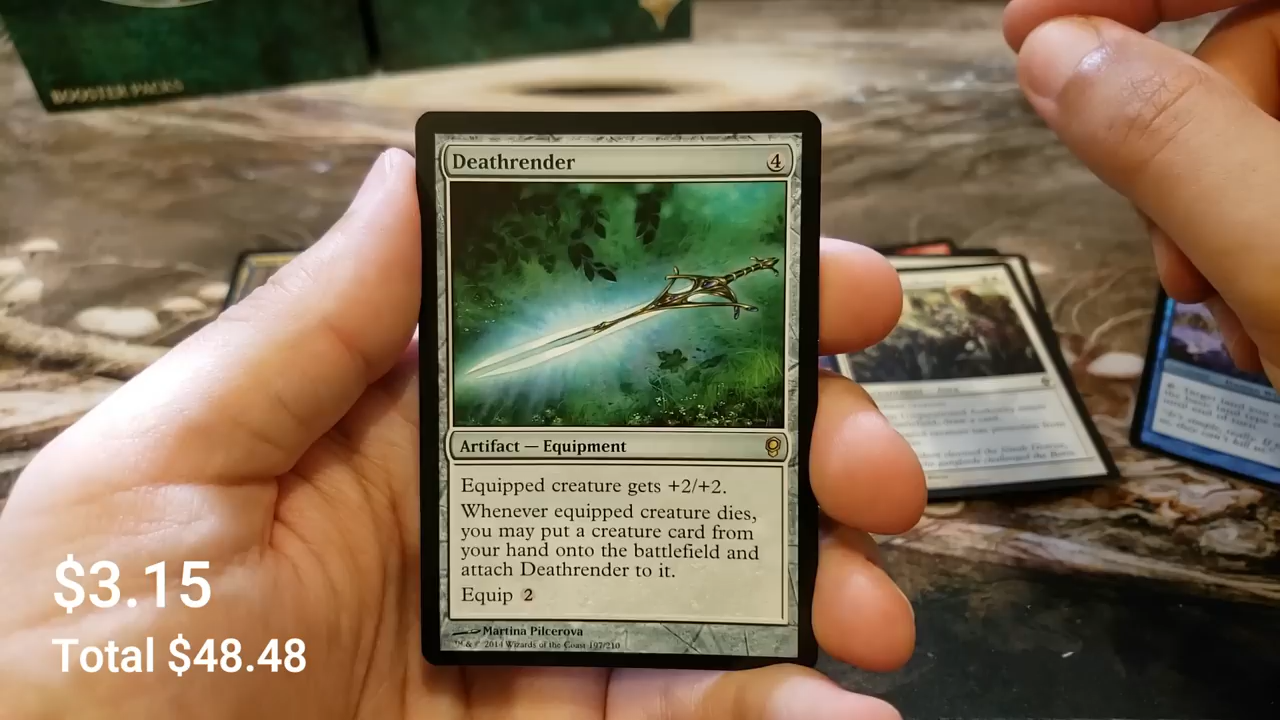 BOOSTER PACKS
Deathrender 4
Artifact — Equipment
Equipped creature gets +2/+2.
Whenever equipped creature dies,
you may put a creature card from
your hand onto the battlefield and
attach Deathrender to it.
Equip 2
Martina Pilcerova
™ & © 2014 Wizards of the Coast 197/210
$3.15
Total $48.48